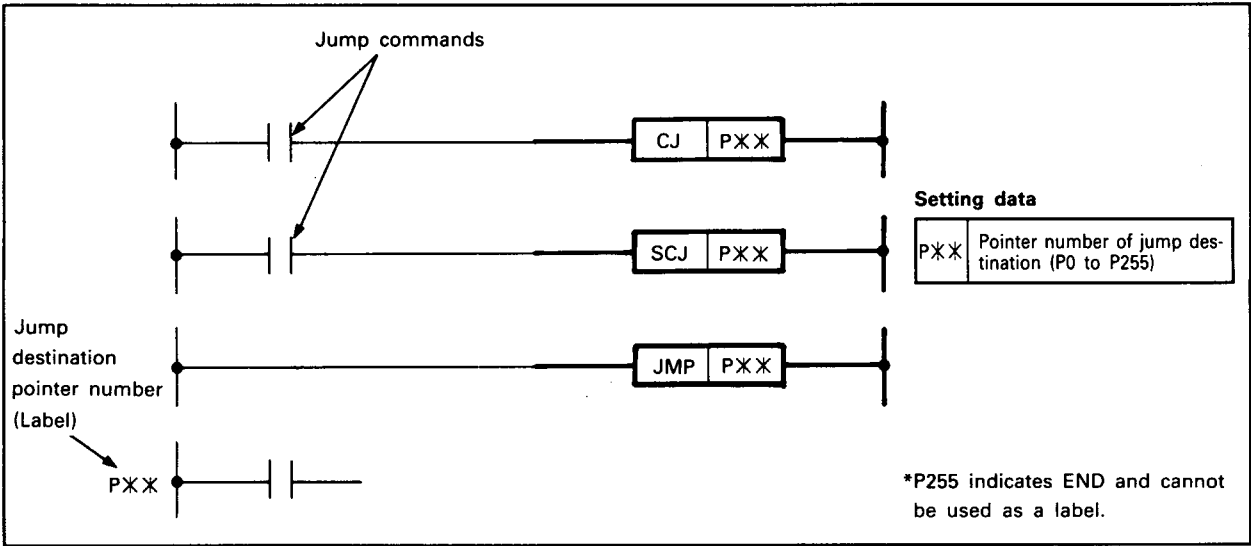 Jump commands
CJ P**
Setting data
SCJ P**
P** Pointer number of jump des-
tination (P0 to P255)
Jump
destination
pointer number
(Label)
JMP P**
P**
*P255 indicates END and cannot
be used as a label.